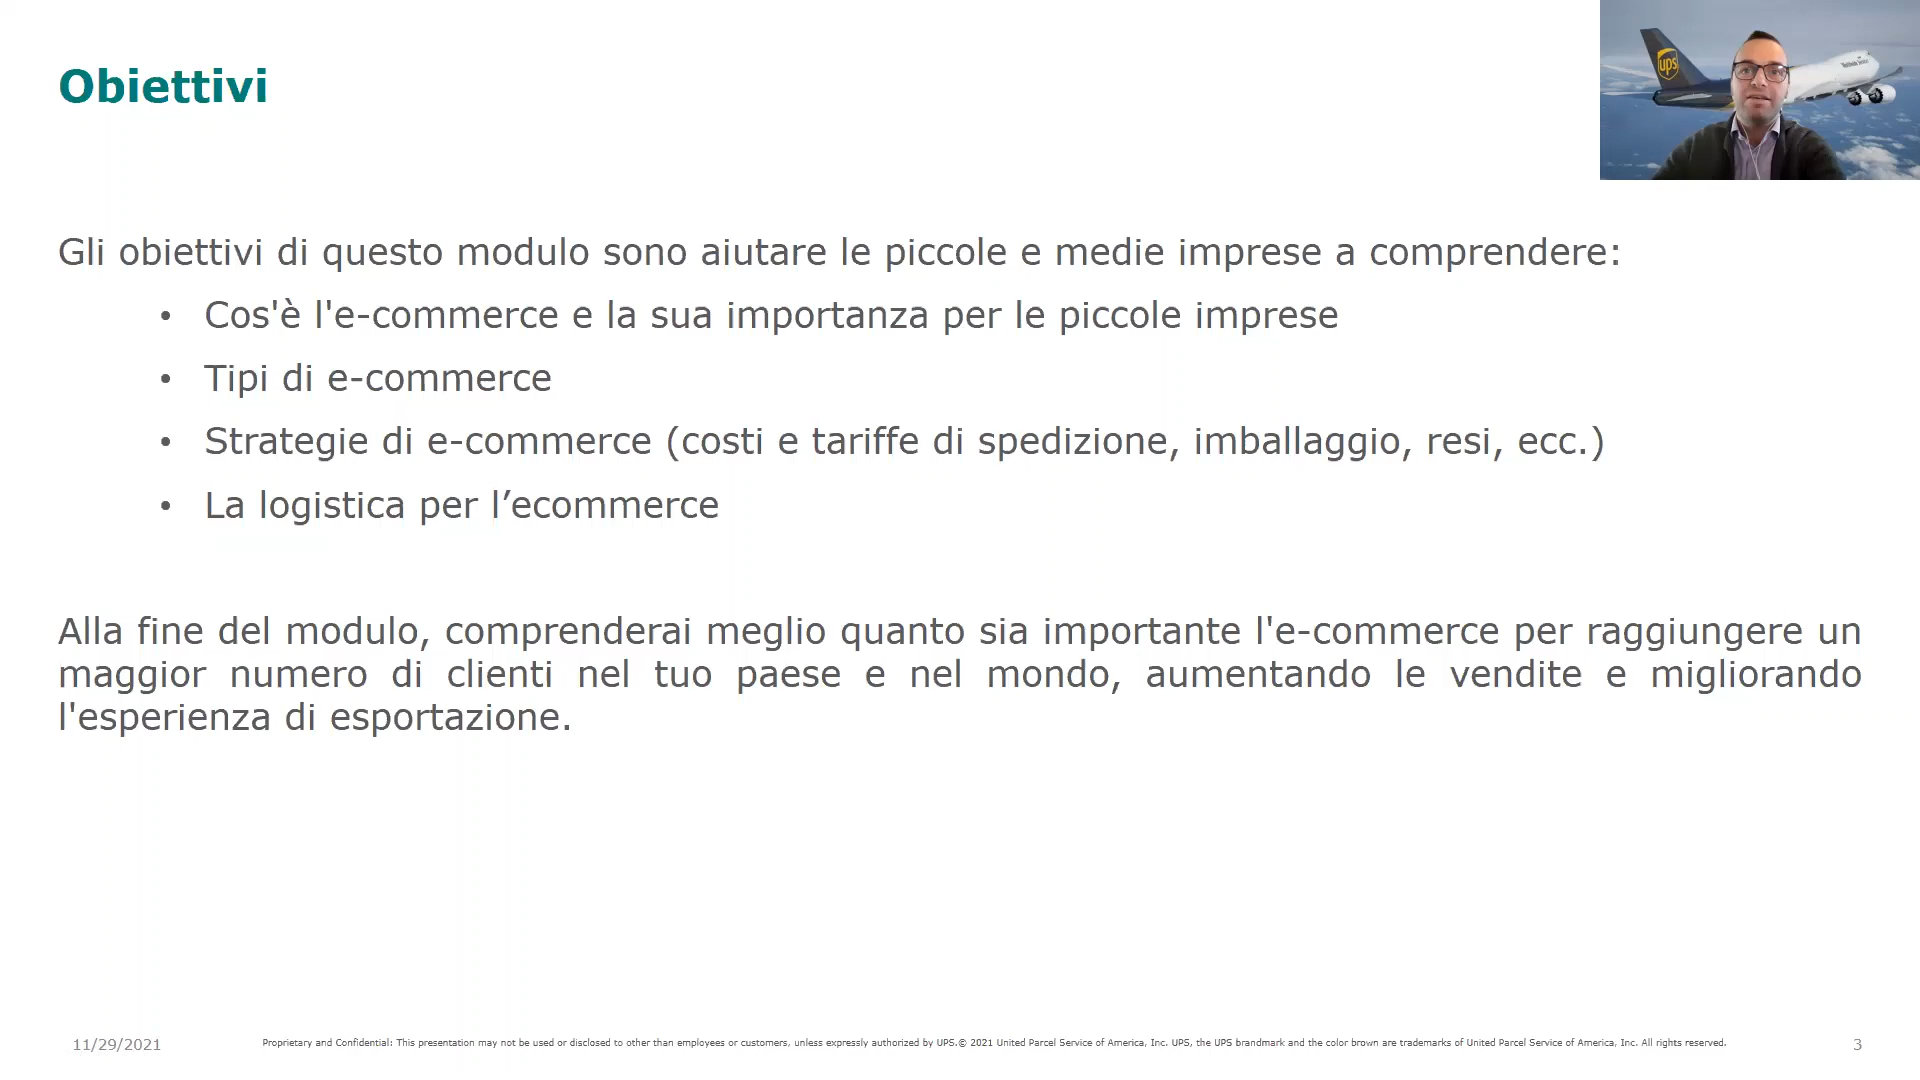 Obiettivi
ups
Gli obiettivi di questo modulo sono aiutare le piccole e medie imprese a comprendere:
• Cos'è l'e-commerce e la sua importanza per le piccole imprese
• Tipi di e-commerce
• Strategie di e-commerce (costi e tariffe di spedizione, imballaggio, resi, ecc.)
• La logistica per l’ecommerce
Alla fine del modulo, comprenderai meglio quanto sia importante l'e-commerce per raggiungere un
maggior numero di clienti nel tuo paese e nel mondo, aumentando le vendite e migliorando
l'esperienza di esportazione.
11/29/2021
Proprietary and Confidential: This presentation may not be used or disclosed to other than employees or customers, unless expressly authorized by UPS.© 2021 United Parcel Service of America, Inc. UPS, the UPS brandmark and the color brown are trademarks of United Parcel Service of America, Inc. All rights reserved.
3